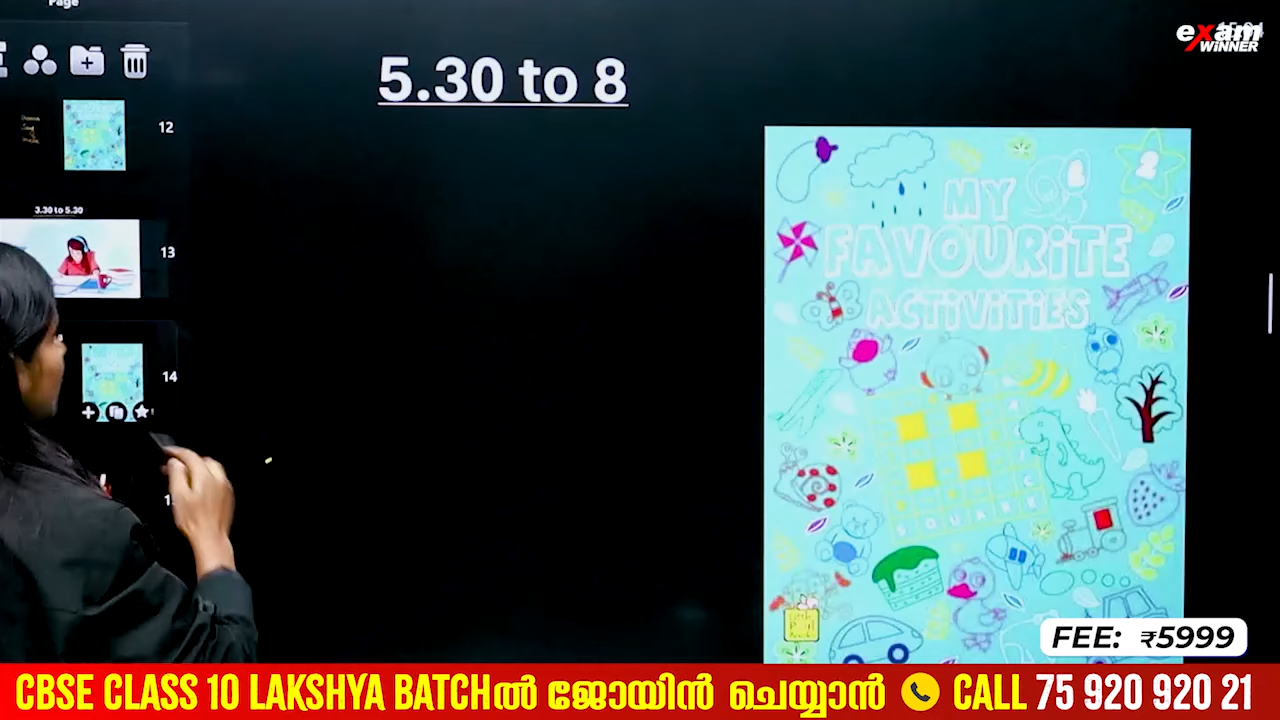 Page
exam
WINNER
5.30 to 8
12
3.30 to 5.30
13
14
MY
FAVOURITE
ACTIVITIES
SQUARE
FEE: ₹5999
CBSE CLASS 10 LAKSHYA BATCHൽ ജോയിൻ ചെയ്യാൻ CALL 75 920 920 21